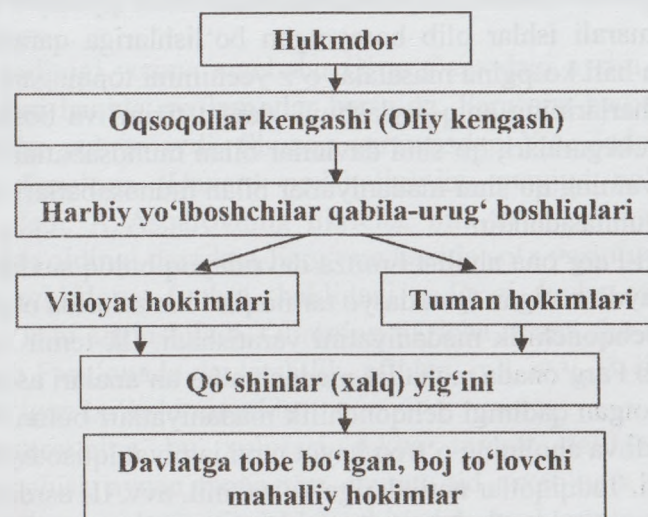 Hukmdor
Oqsaqollar kengashi (Oliy kengash)
Harbiy yo‘lboshchilar qabila-urug‘ boshliqlari
Viloyat hokimlari
Tuman hokimlari
Qo‘shinlar (xalq) yig‘ini
Davlatga tobe bo‘lgan, boj to‘lovchi
mahalliy hokimlar